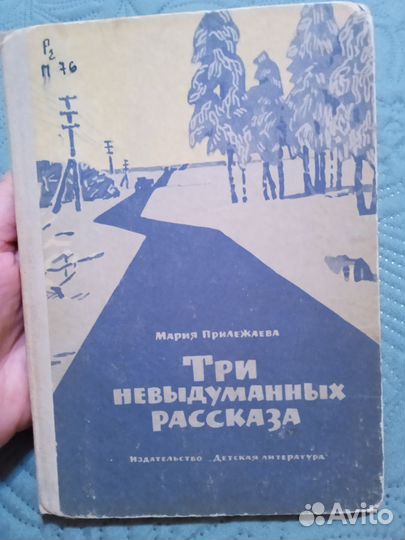 Р2
П 76
Мария Прилежаева
Три
невыдуманных
рассказа
Издательство „Детская литература“
Avito